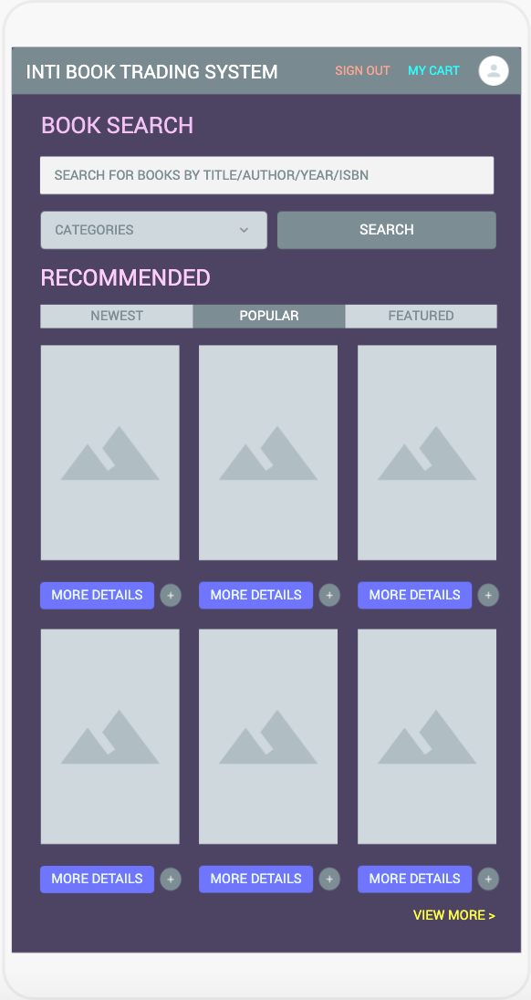 INTI BOOK TRADING SYSTEM SIGN OUT MY CART
BOOK SEARCH
SEARCH FOR BOOKS BY TITLE/AUTHOR/YEAR/ISBN
CATEGORIES SEARCH
RECOMMENDED
NEWEST POPULAR FEATURED
MORE DETAILS + MORE DETAILS + MORE DETAILS +
MORE DETAILS + MORE DETAILS + MORE DETAILS +
VIEW MORE >